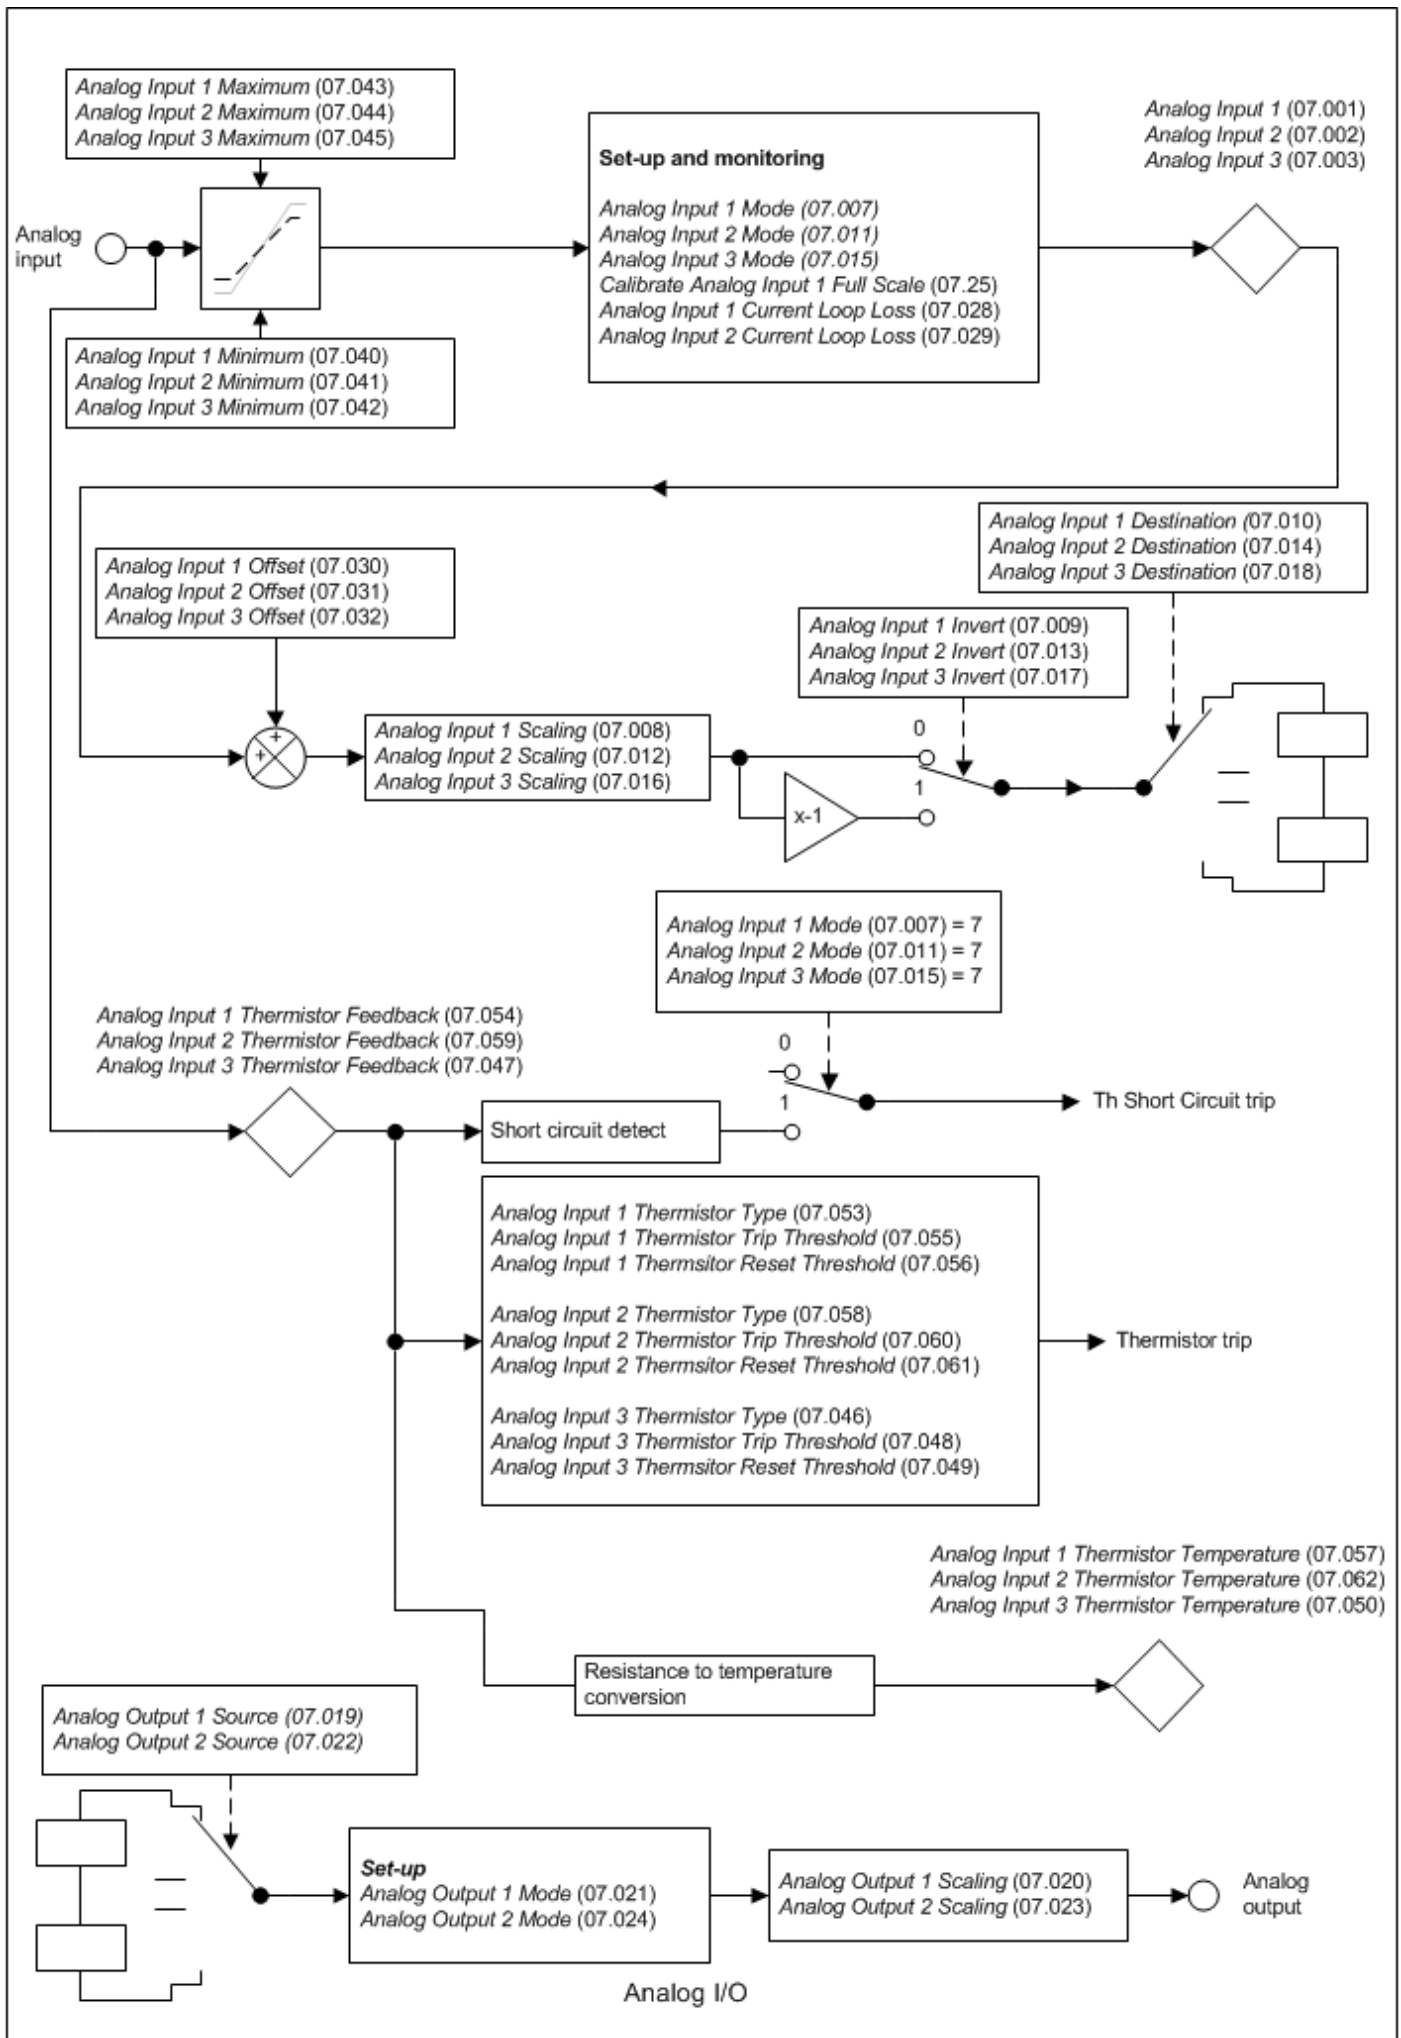 Analog Input 1 Maximum (07.043)
Analog Input 2 Maximum (07.044)
Analog Input 3 Maximum (07.045)
Analog Input 1 (07.001)
Analog Input 2 (07.002)
Analog Input 3 (07.003)
Analog
input
Set-up and monitoring
Analog Input 1 Mode (07.007)
Analog Input 2 Mode (07.011)
Analog Input 3 Mode (07.015)
Calibrate Analog Input 1 Full Scale (07.25)
Analog Input 1 Current Loop Loss (07.028)
Analog Input 2 Current Loop Loss (07.029)
Analog Input 1 Minimum (07.040)
Analog Input 2 Minimum (07.041)
Analog Input 3 Minimum (07.042)
Analog Input 1 Destination (07.010)
Analog Input 2 Destination (07.014)
Analog Input 3 Destination (07.018)
Analog Input 1 Offset (07.030)
Analog Input 2 Offset (07.031)
Analog Input 3 Offset (07.032)
Analog Input 1 Invert (07.009)
Analog Input 2 Invert (07.013)
Analog Input 3 Invert (07.017)
+
+
Analog Input 1 Scaling (07.008)
Analog Input 2 Scaling (07.012)
Analog Input 3 Scaling (07.016)
0
1
x-1
Analog Input 1 Mode (07.007) = 7
Analog Input 2 Mode (07.011) = 7
Analog Input 3 Mode (07.015) = 7
Analog Input 1 Thermistor Feedback (07.054)
Analog Input 2 Thermistor Feedback (07.059)
Analog Input 3 Thermistor Feedback (07.047)
0
1
Th Short Circuit trip
Short circuit detect
Analog Input 1 Thermistor Type (07.053)
Analog Input 1 Thermistor Trip Threshold (07.055)
Analog Input 1 Thermsitor Reset Threshold (07.056)
Analog Input 2 Thermistor Type (07.058)
Analog Input 2 Thermistor Trip Threshold (07.060)
Analog Input 2 Thermsitor Reset Threshold (07.061)
Analog Input 3 Thermistor Type (07.046)
Analog Input 3 Thermistor Trip Threshold (07.048)
Analog Input 3 Thermsitor Reset Threshold (07.049)
Thermistor trip
Analog Input 1 Thermistor Temperature (07.057)
Analog Input 2 Thermistor Temperature (07.062)
Analog Input 3 Thermistor Temperature (07.050)
Resistance to temperature
conversion
Analog Output 1 Source (07.019)
Analog Output 2 Source (07.022)
Set-up
Analog Output 1 Mode (07.021)
Analog Output 2 Mode (07.024)
Analog Output 1 Scaling (07.020)
Analog Output 2 Scaling (07.023)
Analog
output
Analog I/O